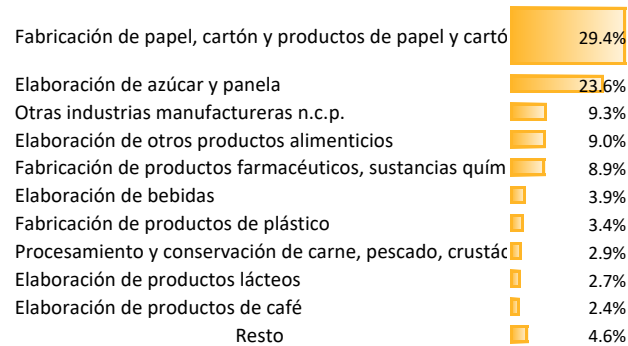 Fabricación de papel, cartón y productos de papel y cartó 29.4%
Elaboración de azúcar y panela 23.6%
Otras industrias manufactureras n.c.p. 9.3%
Elaboración de otros productos alimenticios 9.0%
Fabricación de productos farmacéuticos, sustancias quím 8.9%
Elaboración de bebidas 3.9%
Fabricación de productos de plástico 3.4%
Procesamiento y conservación de carne, pescado, crustác 2.9%
Elaboración de productos lácteos 2.7%
Elaboración de productos de café 2.4%
Resto 4.6%